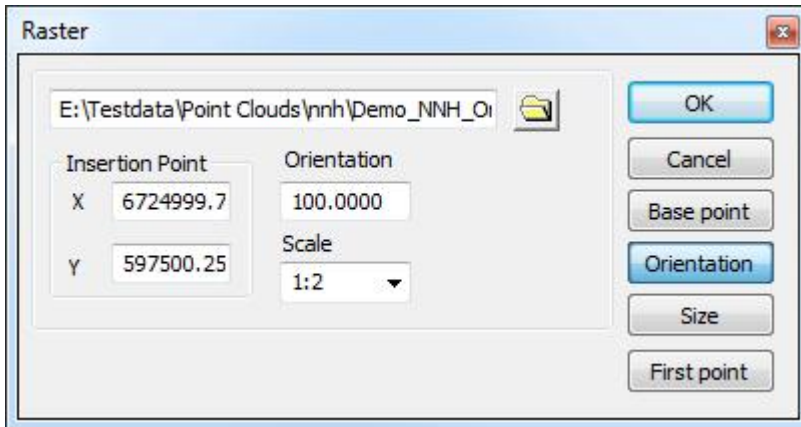 Raster
E:\Testdata\Point Clouds\nnh\Demo_NNH_Or
OK
Insertion Point
Orientation
Cancel
X 6724999.7
100.0000
Base point
Scale
Y 597500.25
1:2
Orientation
Size
First point